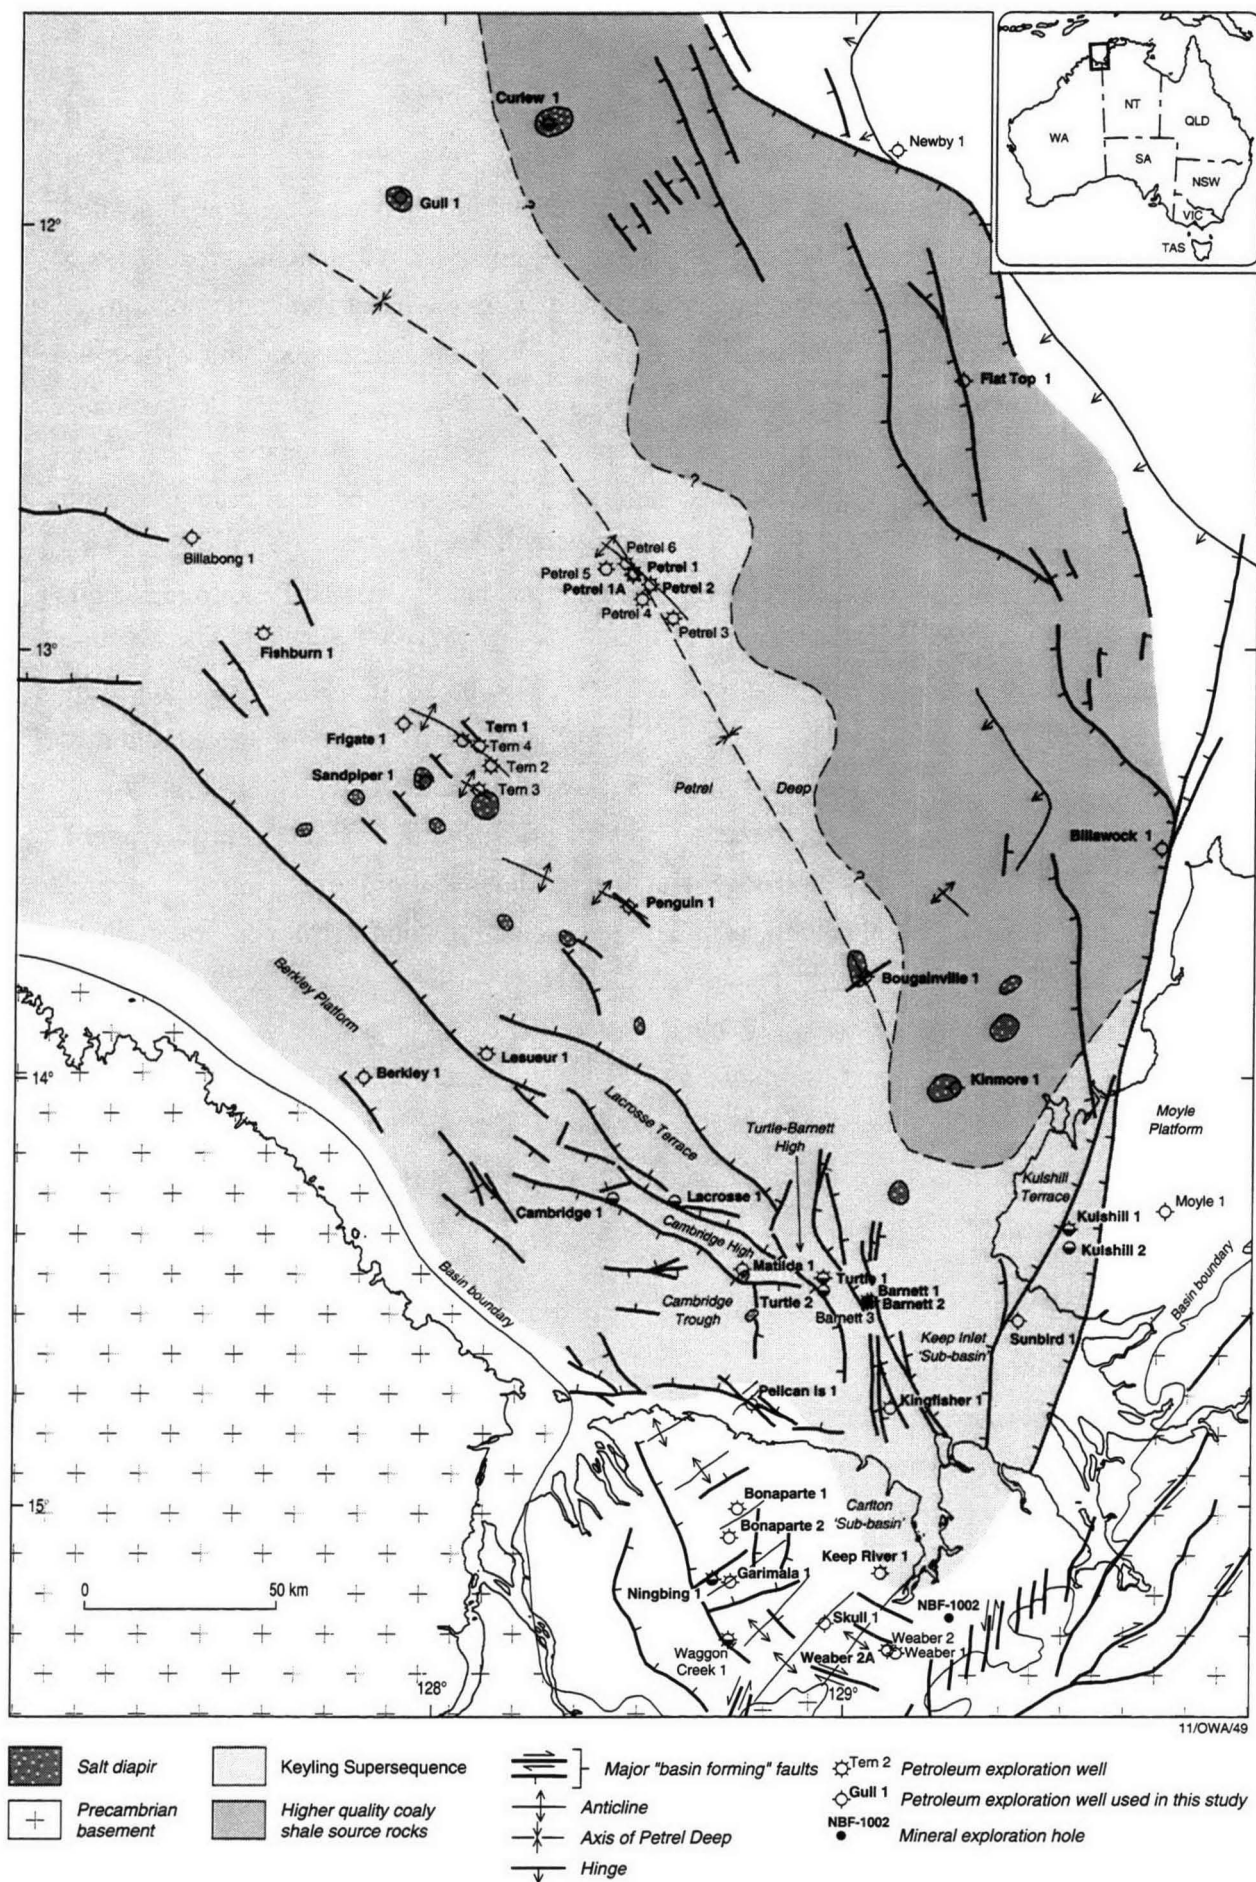 Curlew 1
Newby 1
Gull 1
12°
NT
WA
QLD
SA
NSW
VIC
TAS
?
Flat Top 1
?
Billabong 1
Petrel 6
Petrel 5
Petrel 1
Petrel 1A
Petrel 2
Petrel 4
Petrel 3
13°
Fishburn 1
Frigate 1
Tern 1
Tern 4
Tern 2
Sandpiper 1
Tern 3
Petrel
Deep
Billawock 1
?
Penguin 1
Berkley Platform
Bougainville 1
Lesueur 1
14°
Berkley 1
Kinmore 1
Lacrosse Terrace
Turtle-Barnett
High
Moyle
Platform
Kulshill
Terrace
Lacrosse 1
Cambridge 1
Moyle 1
Kulshill 1
Kulshill 2
Cambridge High
Basin boundary
Matilda 1
Turtle 1
Basin boundary
Barnett 1
Barnett 2
Turtle 2
Barnett 3
Cambridge
Trough
Keep Inlet
'Sub-basin'
Sunbird 1
Pelican Is 1
Kingfisher 1
15°
Bonaparte 1
Bonaparte 2
Carlton
'Sub-basin'
Keep River 1
0
50 km
Ningbing 1
Garimala 1
NBF-1002
Skull 1
Weaber 2
Weaber 1
Waggon
Creek 1
Weaber 2A
128°
129°
11/OWA/49
Salt diapir
Keyling Supersequence
Precambrian
basement
Higher quality coaly
shale source rocks
Major "basin forming" faults
Anticline
Axis of Petrel Deep
Hinge
Tern 2
Petroleum exploration well
Gull 1
Petroleum exploration well used in this study
NBF-1002
Mineral exploration hole